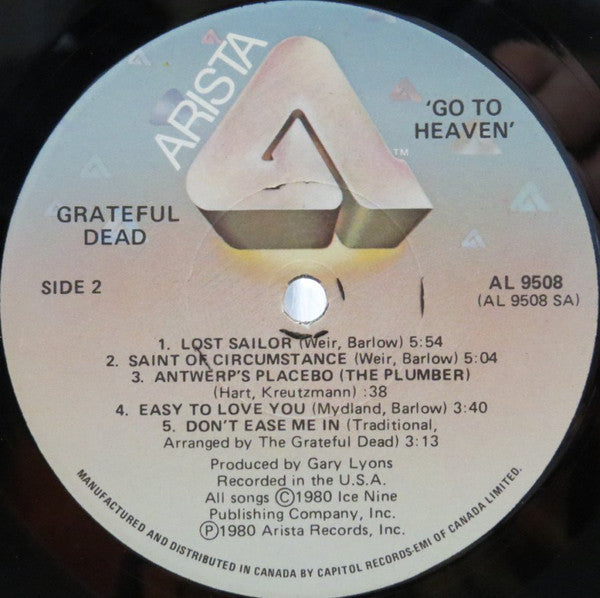 ARISTA
TM
'GO TO
HEAVEN'
GRATEFUL
DEAD
SIDE 2
AL 9508
(AL 9508 SA)
1. LOST SAILOR (Weir, Barlow) 5:54
2. SAINT OF CIRCUMSTANCE (Weir, Barlow) 5:04
3. ANTWERP'S PLACEBO (THE PLUMBER)
(Hart, Kreutzmann) :38
4. EASY TO LOVE YOU (Mydland, Barlow) 3:40
5. DON'T EASE ME IN (Traditional,
Arranged by The Grateful Dead) 3:13
Produced by Gary Lyons
Recorded in the U.S.A.
All songs Ⓒ1980 Ice Nine
Publishing Company, Inc.
Ⓟ1980 Arista Records, Inc.
MANUFACTURED AND DISTRIBUTED IN CANADA BY CAPITOL RECORDS-EMI OF CANADA LIMITED.